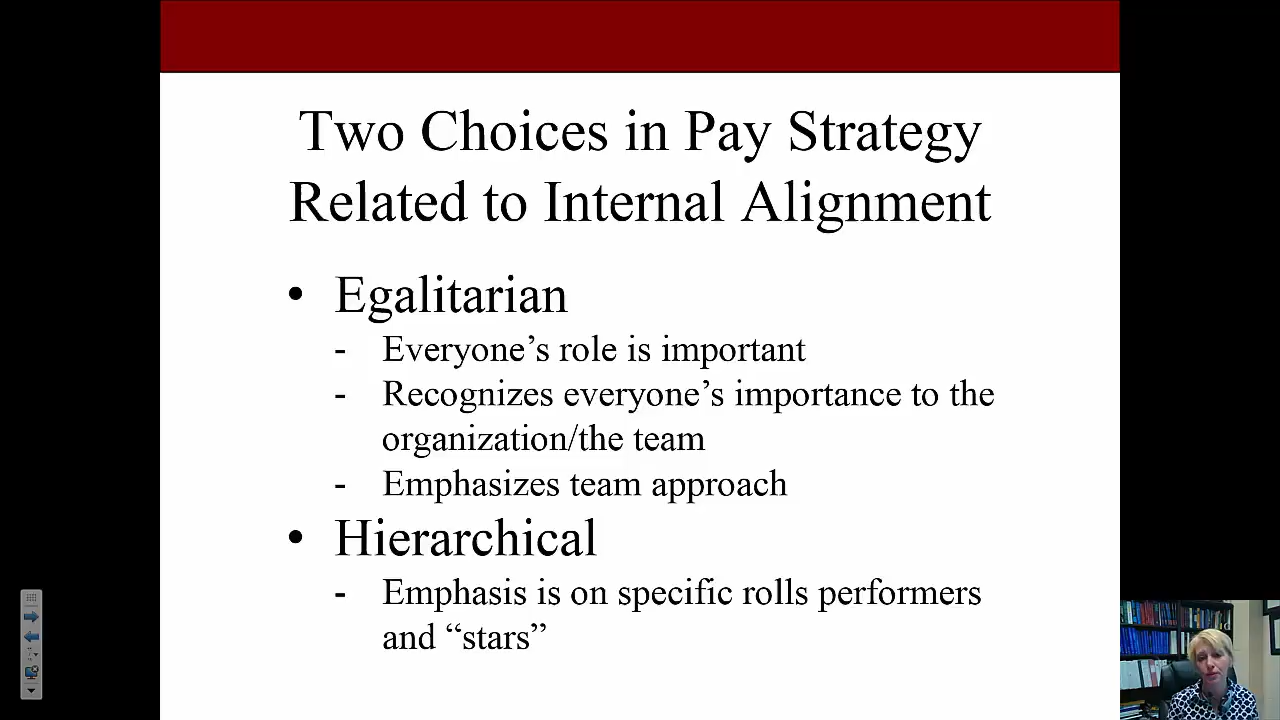 Two Choices in Pay Strategy
Related to Internal Alignment
• Egalitarian
- Everyone’s role is important
- Recognizes everyone’s importance to the
organization/the team
- Emphasizes team approach
• Hierarchical
- Emphasis is on specific rolls performers
and “stars”